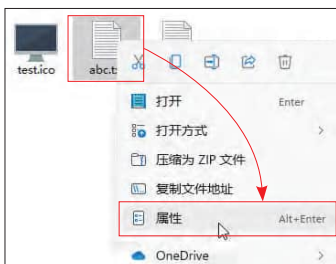 test.ico
abc.t
打开 Enter
打开方式
压缩为 ZIP 文件
复制文件地址
属性 Alt+Enter
OneDrive